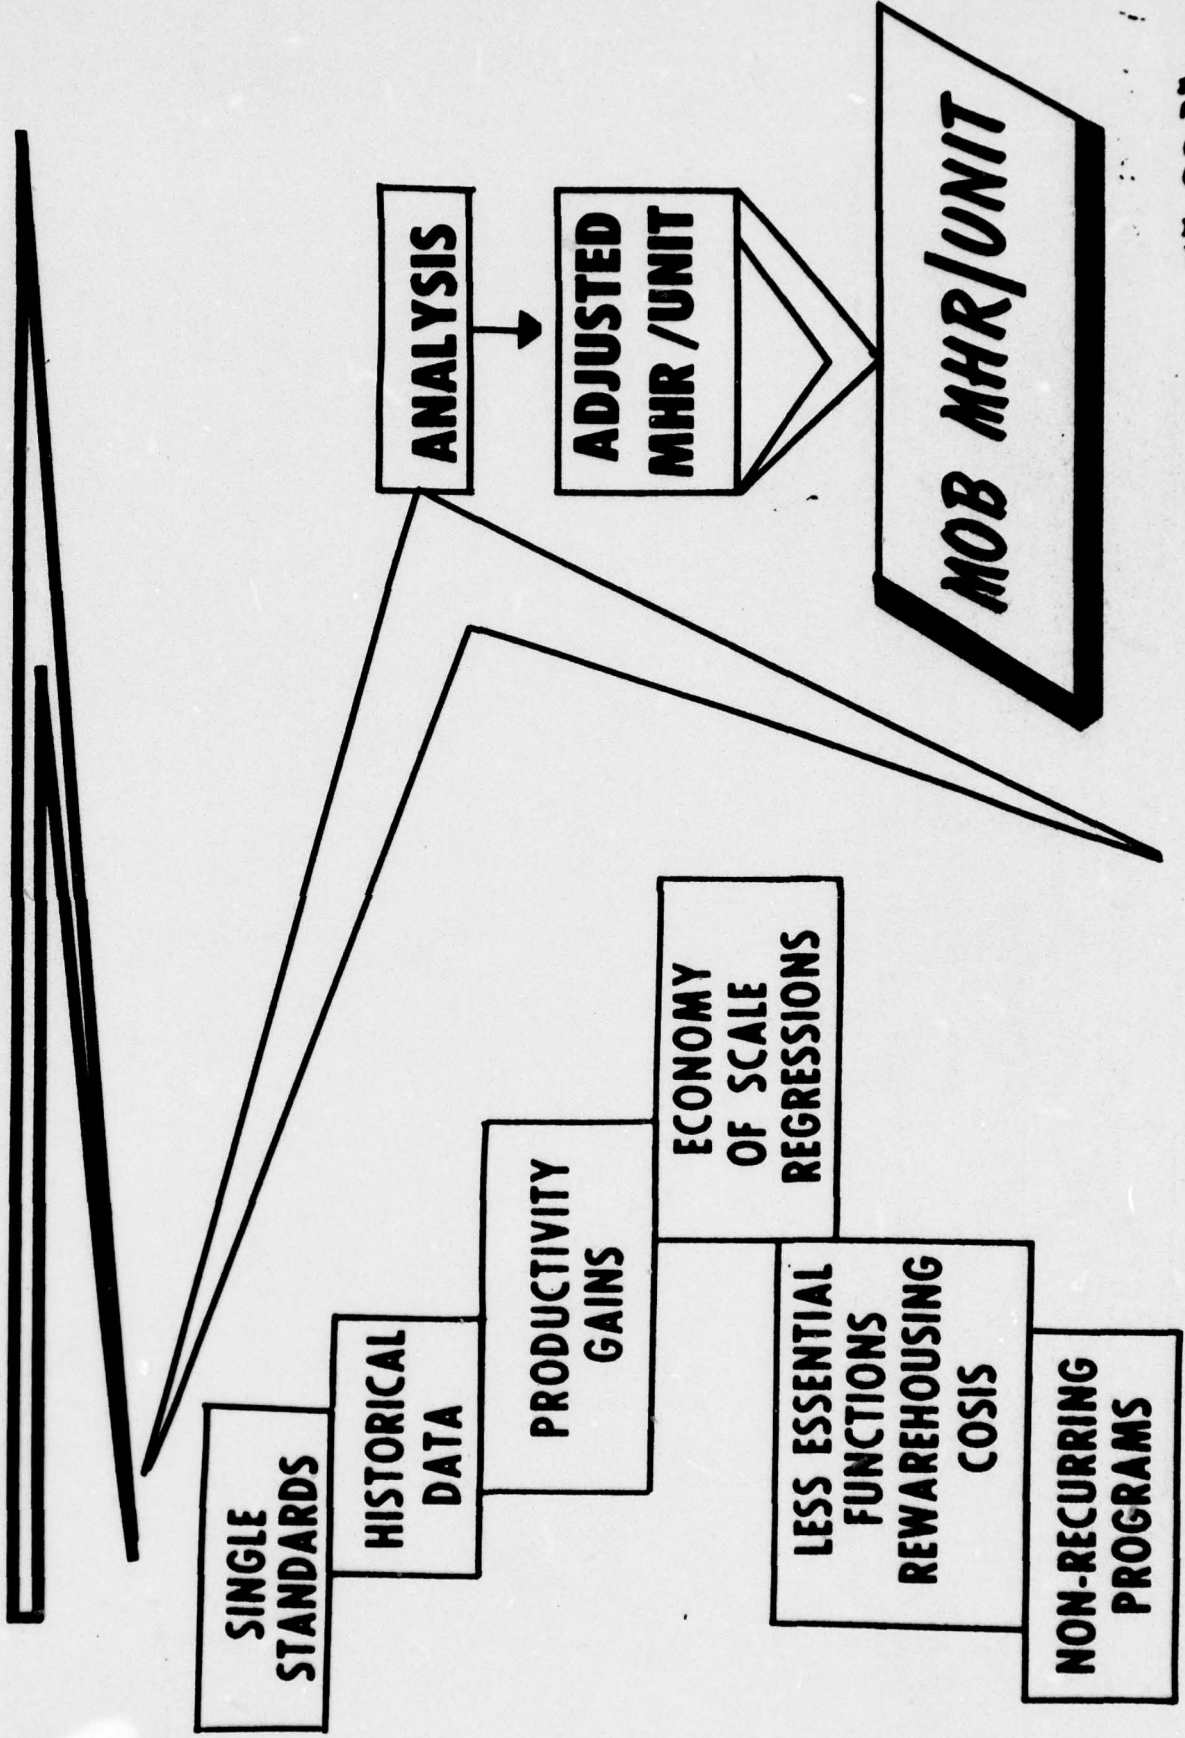 SINGLE
STANDARDS
HISTORICAL
DATA
PRODUCTIVITY
GAINS
ECONOMY
OF SCALE
REGRESSIONS
LESS ESSENTIAL
FUNCTIONS
REWAREHOUSING
COSIS
NON-RECURRING
PROGRAMS
ANALYSIS
ADJUSTED
MHR /UNIT
MOB MHR/UNIT